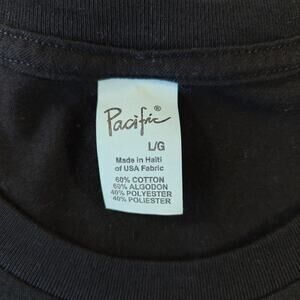 Pacific®
L/G
Made in Haiti
of USA Fabric
60% COTTON
60% ALGODON
40% POLYESTER
40% POLIESTER